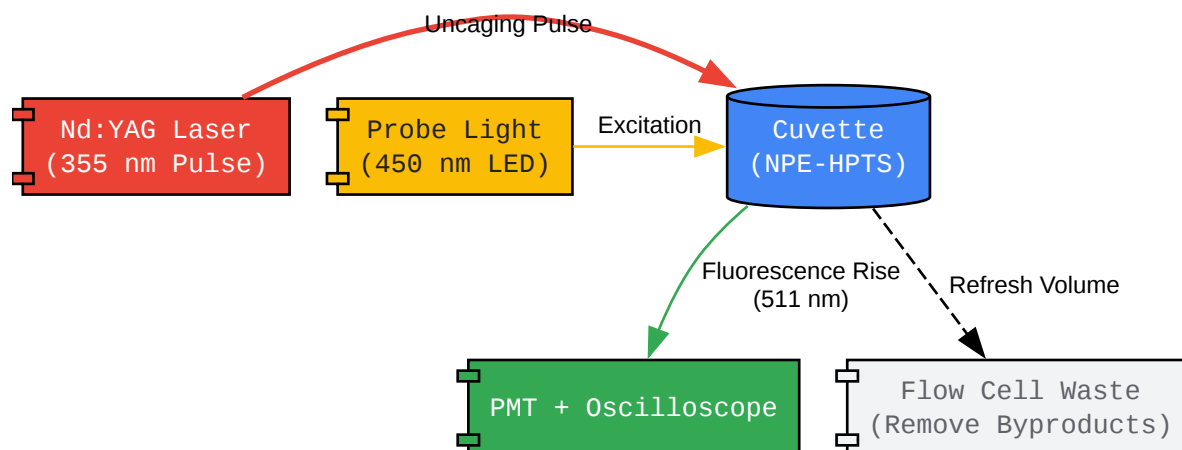 Uncaging Pulse
Nd:YAG Laser
(355 nm Pulse)
Probe Light
(450 nm LED)
Excitation
Cuvette
(NPE-HPTS)
Fluorescence Rise
(511 nm)
Refresh Volume
PMT + Oscilloscope
Flow Cell Waste
(Remove Byproducts)